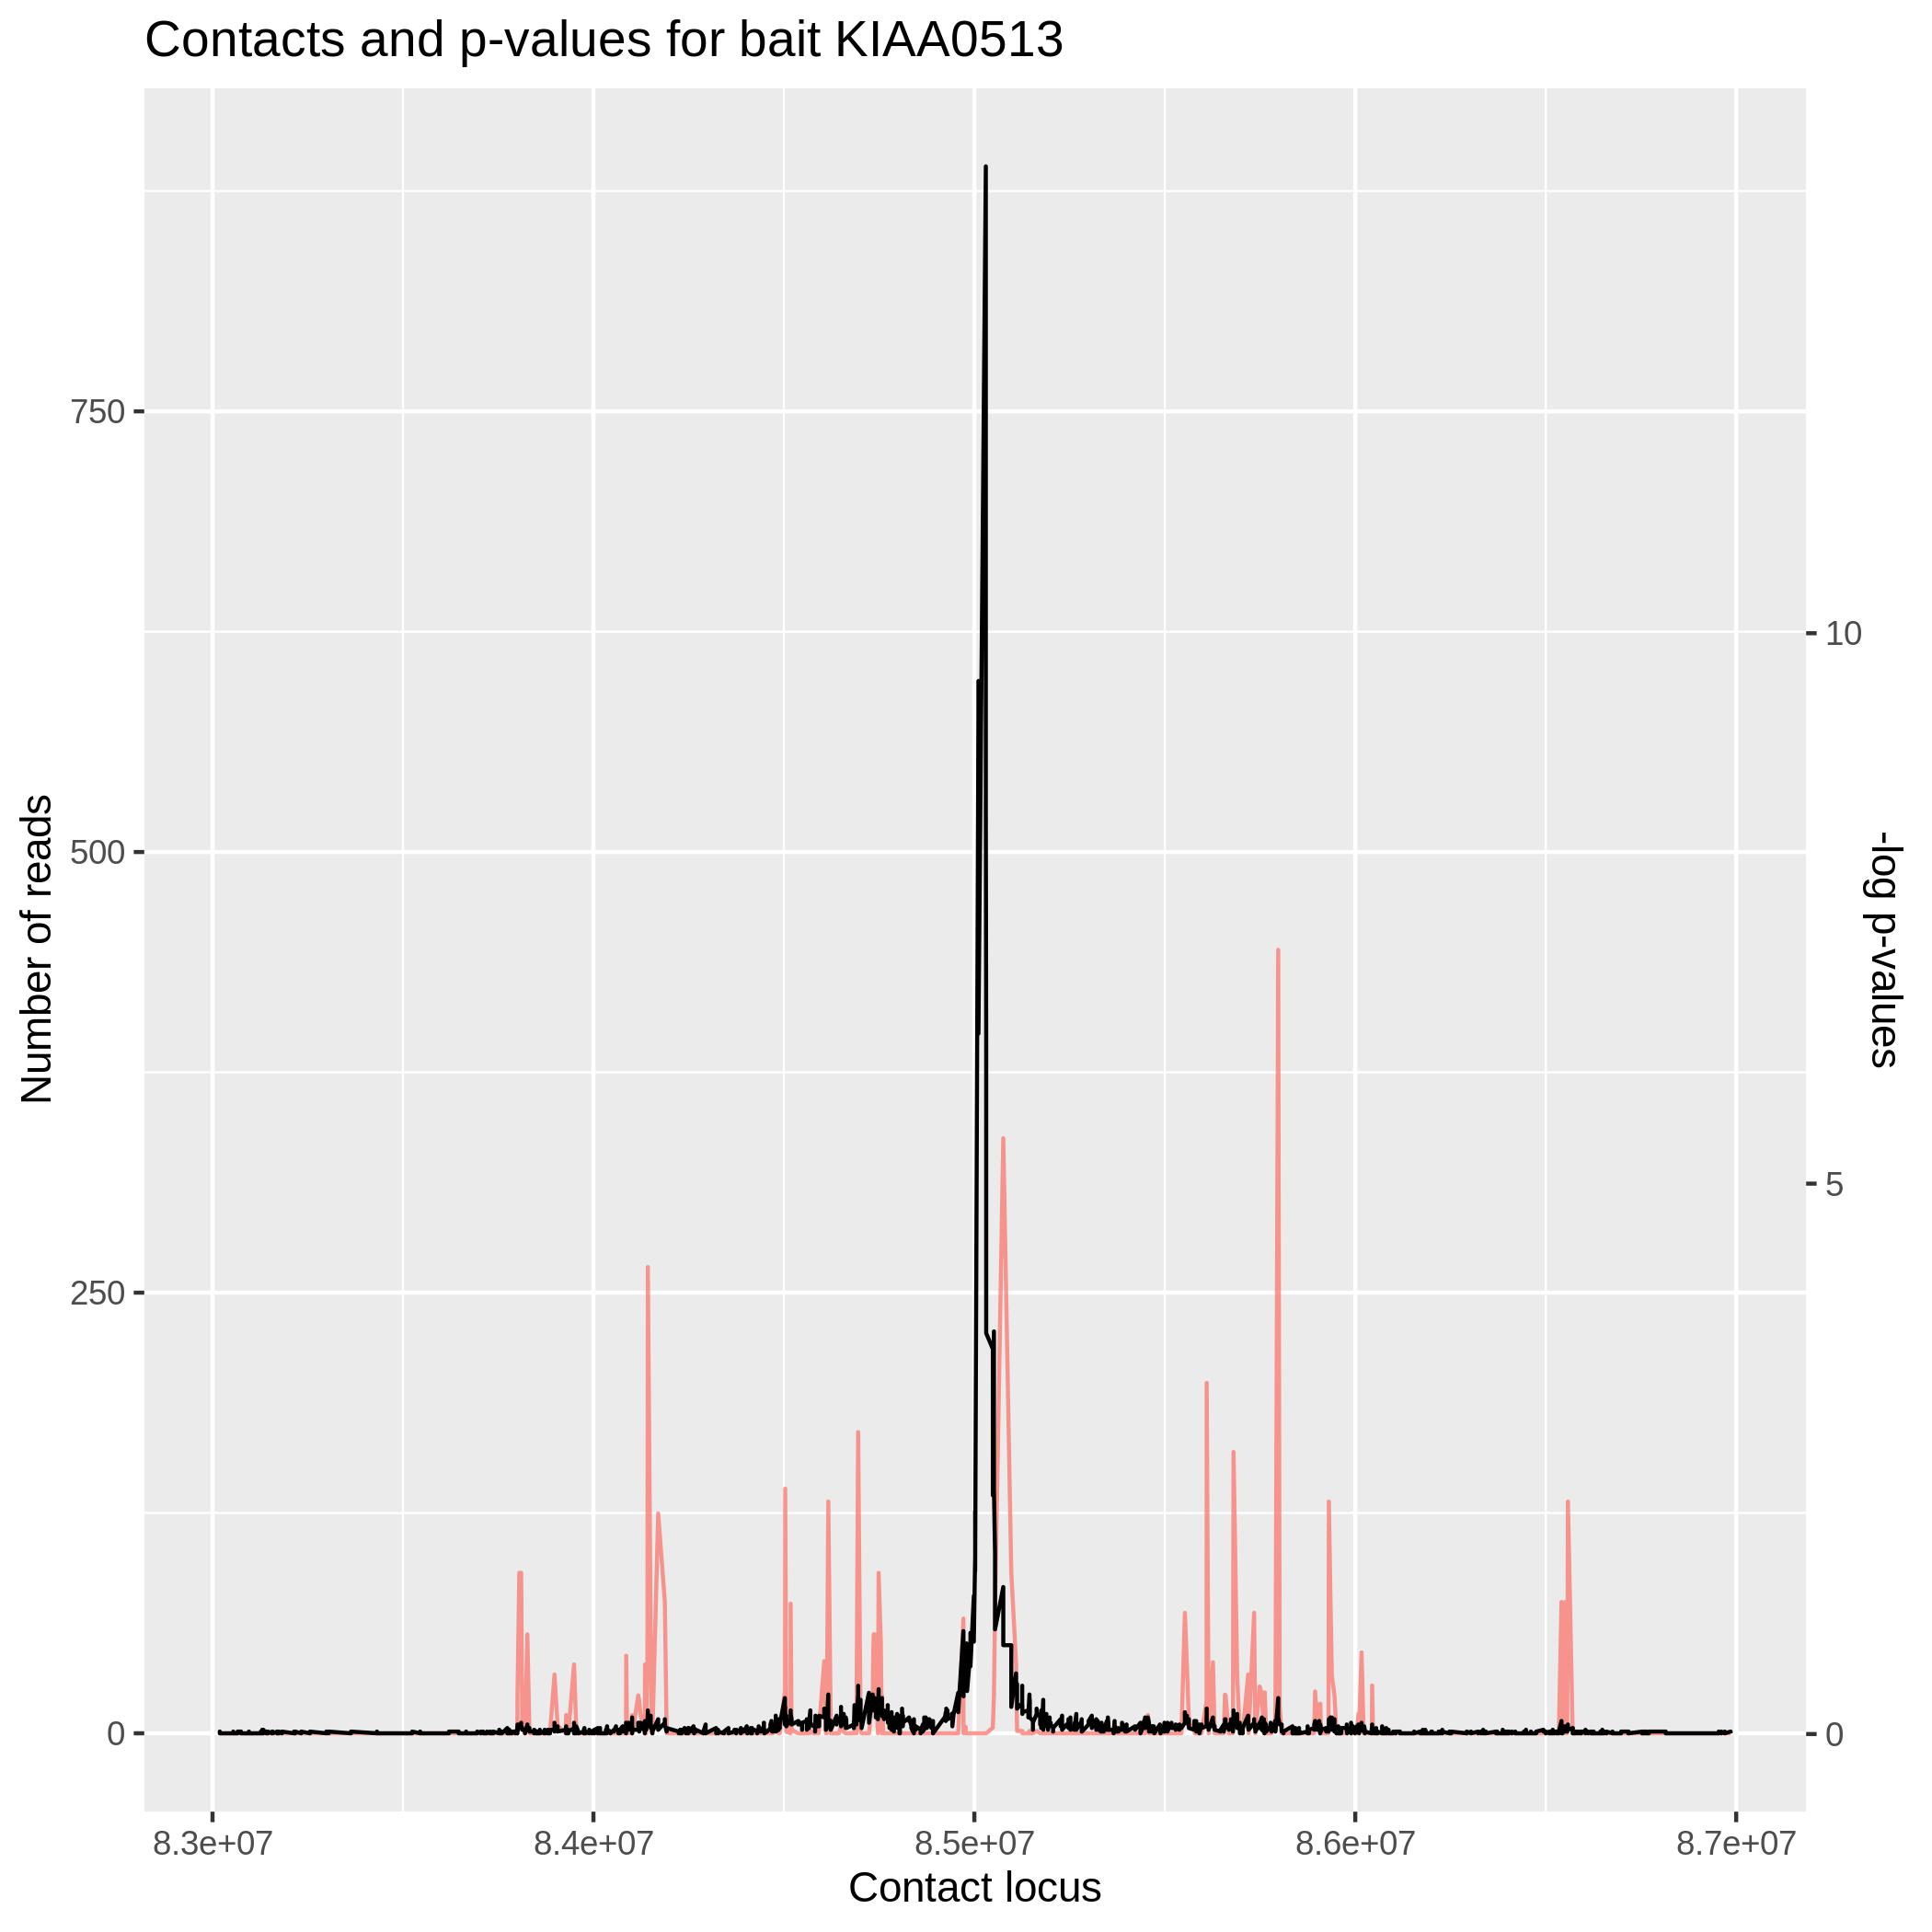 Contacts and p-values for bait KIAA0513
Number of reads
750
500
250
0
10
5
0
-log p-values
8.3e+07 8.4e+07 8.5e+07 8.6e+07 8.7e+07
Contact locus